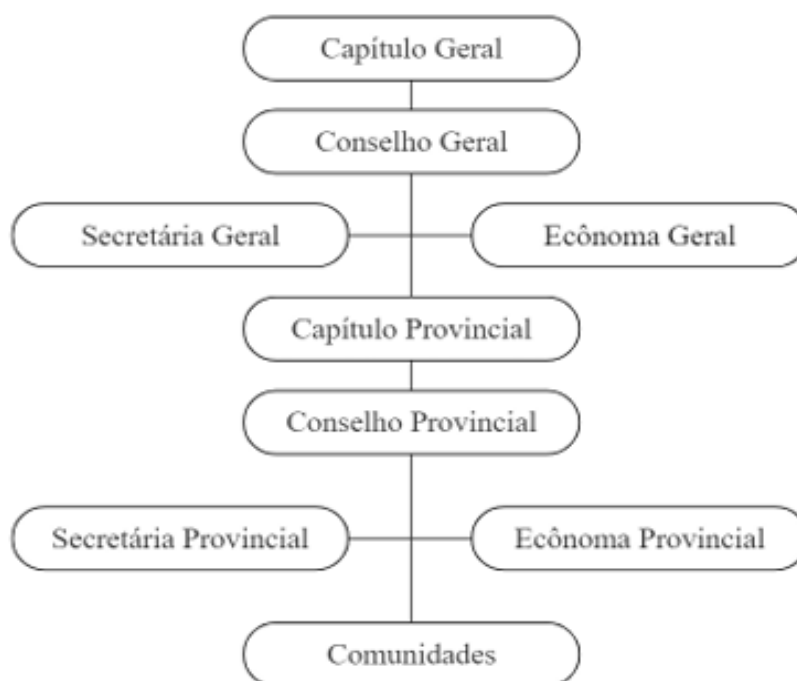 Capítulo Geral
Conselho Geral
Secretária Geral
Ecônoma Geral
Capítulo Provincial
Conselho Provincial
Secretária Provincial
Ecônoma Provincial
Comunidades